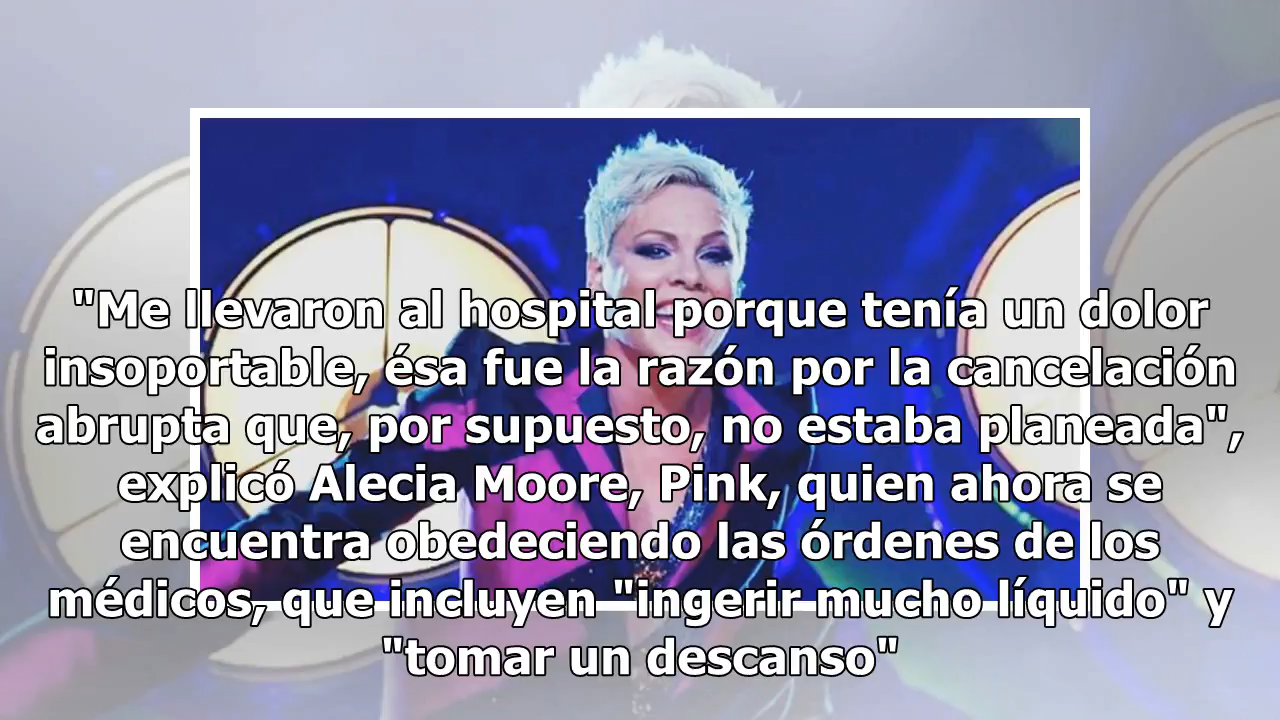 "Me llevaron al hospital porque tenía un dolor
insoportable, ésa fue la razón por la cancelación
abrupta que, por supuesto, no estaba planeada",
explicó Alecia Moore, Pink, quien ahora se
encuentra obedeciendo las órdenes de los
médicos, que incluyen "ingerir mucho líquido" y
"tomar un descanso"